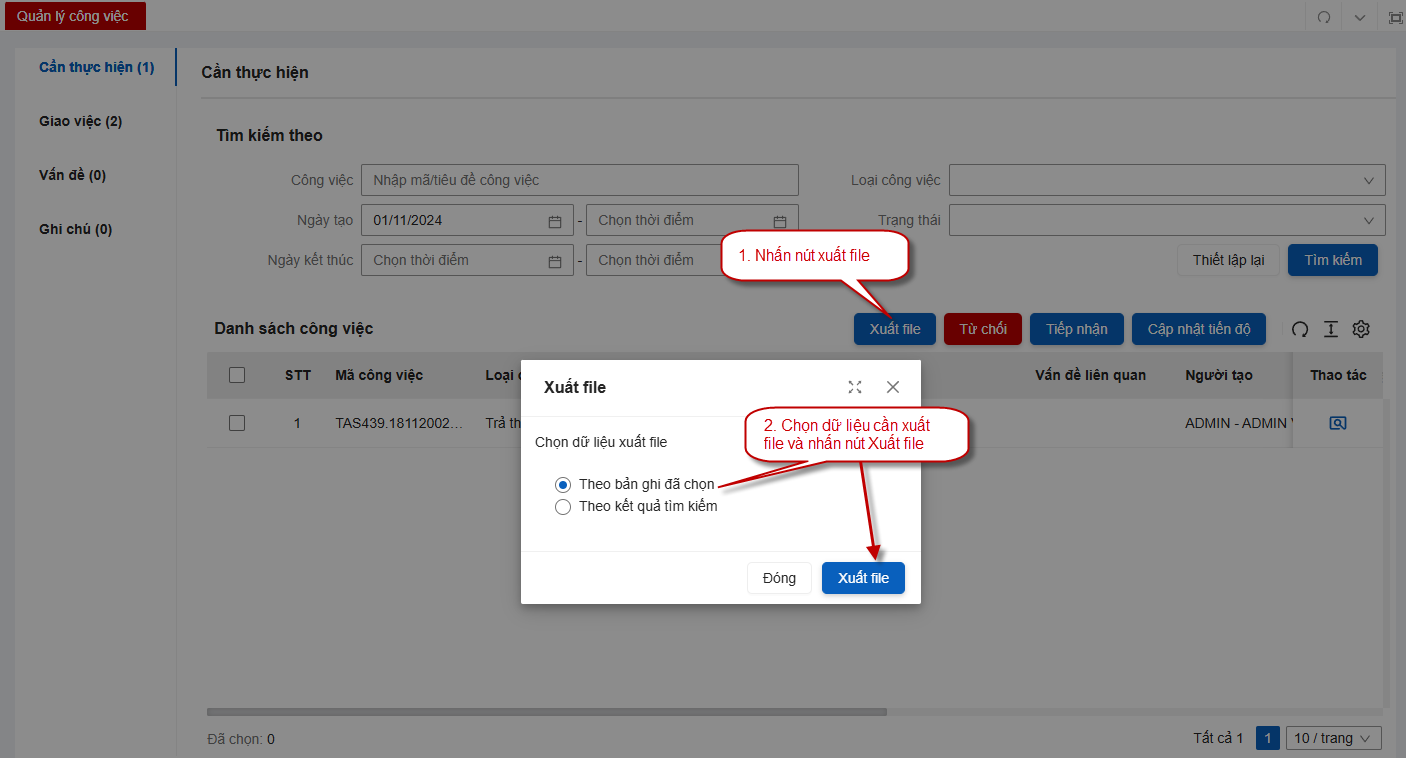 Quản lý công việc
Cần thực hiện (1)
Giao việc (2)
Vấn đề (0)
Ghi chú (0)
Cần thực hiện
Tìm kiếm theo
Công việc Nhập mã/tiêu đề công việc Loại công việc
Ngày tạo 01/11/2024 - Chọn thời điểm Trạng thái
Ngày kết thúc Chọn thời điểm - Chọn thời điểm
1. Nhấn nút xuất file
Thiết lập lại Tìm kiếm
Danh sách công việc Xuất file Từ chối Tiếp nhận Cập nhật tiến độ
STT Mã công việc Loại Vấn đề liên quan Người tạo Thao tác
1 TAS439.18112002... Trả ADMIN - ADMIN
Xuất file
Chọn dữ liệu xuất file
2. Chọn dữ liệu cần xuất
file và nhấn nút Xuất file
Theo bản ghi đã chọn
Theo kết quả tìm kiếm
Đóng Xuất file
Đã chọn: 0 Tất cả 1 1 10 / trang